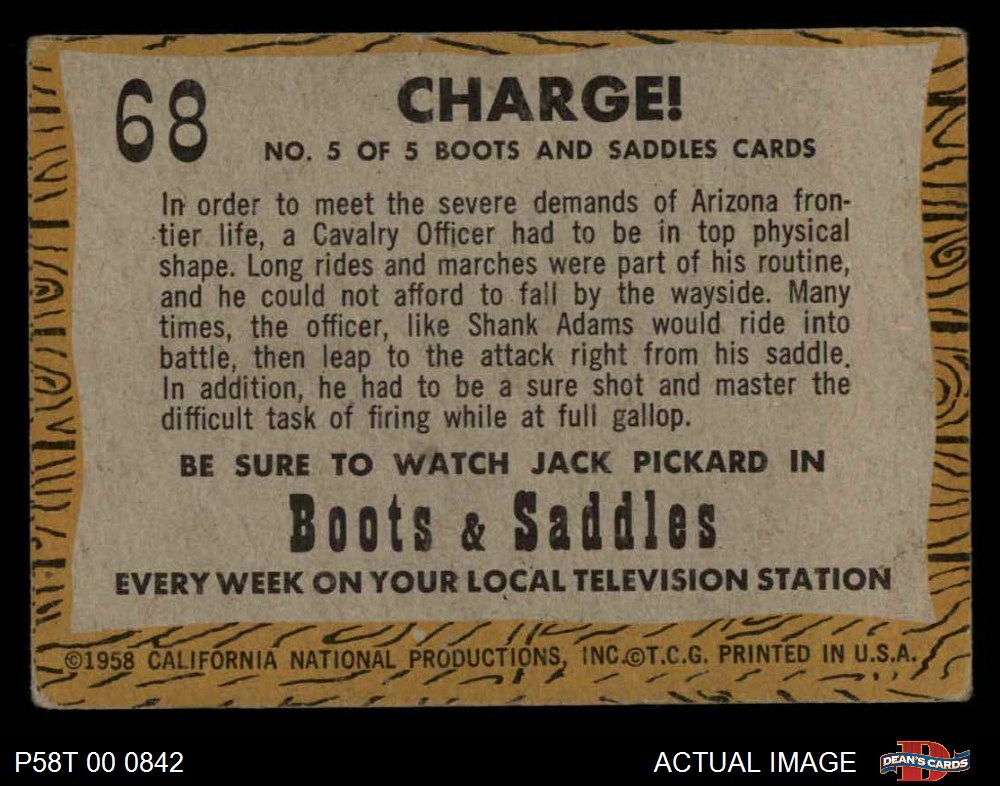 68
CHARGE!
NO. 5 OF 5 BOOTS AND SADDLES CARDS
In order to meet the severe demands of Arizona fron-
tier life, a Cavalry Officer had to be in top physical
shape. Long rides and marches were part of his routine,
and he could not afford to fall by the wayside. Many
times, the officer, like Shank Adams would ride into
battle, then leap to the attack right from his saddle.
In addition, he had to be a sure shot and master the
difficult task of firing while at full gallop.
BE SURE TO WATCH JACK PICKARD IN
Boots & Saddles
EVERY WEEK ON YOUR LOCAL TELEVISION STATION
©1958 CALIFORNIA NATIONAL PRODUCTIONS, INC.©T.C.G. PRINTED IN U.S.A.
P58T 00 0842
ACTUAL IMAGE
D
DEAN'S CARDS